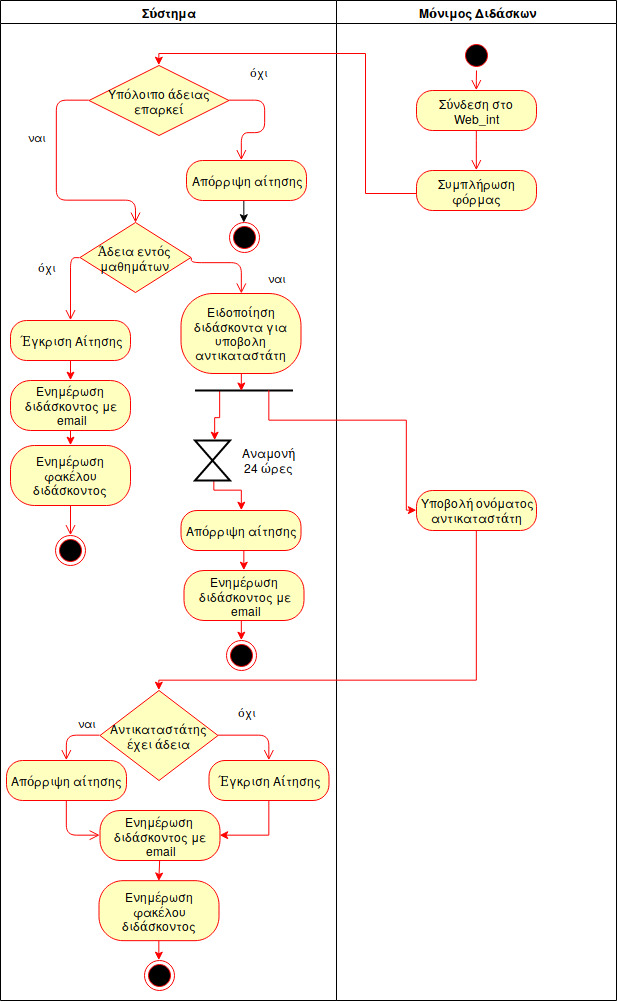 Σύστημα
Μόνιμος Διδάσκων
Υπόλοιπο άδειας
επαρκεί
όχι
ναι
Σύνδεση στο
Web_int
Απόρριψη αίτησης
Συμπλήρωση
φόρμας
Άδεια εντός
μαθημάτων
όχι
ναι
Έγκριση Αίτησης
Ειδοποίηση
διδάσκοντα για
υποβολη
αντικαταστάτη
Ενημέρωση
διδάσκοντος με
email
Αναμονή
24 ώρες
Ενημέρωση
φακέλου
διδάσκοντος
Απόρριψη αίτησης
Υποβολή ονόματος
αντικαταστάτη
Ενημέρωση
διδάσκοντος με
email
Αντικαταστάτης
έχει άδεια
ναι
όχι
Απόρριψη αίτησης
Έγκριση Αίτησης
Ενημέρωση
διδάσκοντος με
email
Ενημέρωση
φακέλου
διδάσκοντος